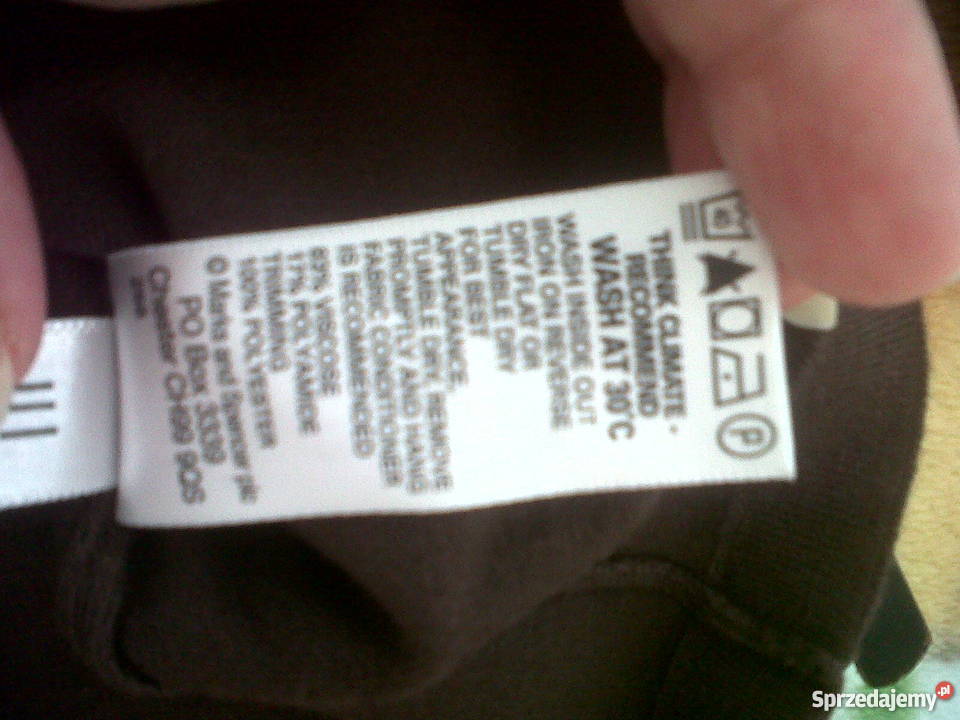 40
P
THINK CLIMATE -
RECOMMEND
WASH AT 30°C
WASH INSIDE OUT
IRON ON REVERSE
DRY FLAT OR
TUMBLE DRY
FOR BEST
APPEARANCE
TUMBLE DRY, REMOVE
PROMPTLY AND HANG
FABRIC CONDITIONER
IS RECOMMENDED
VISCOSE
17% POLYAMIDE
TRIMMING
100% POLYESTER
© Marks and Spencer plc
PO Box 3339
Chester CH99 9QS
Sprzedajemy.pl